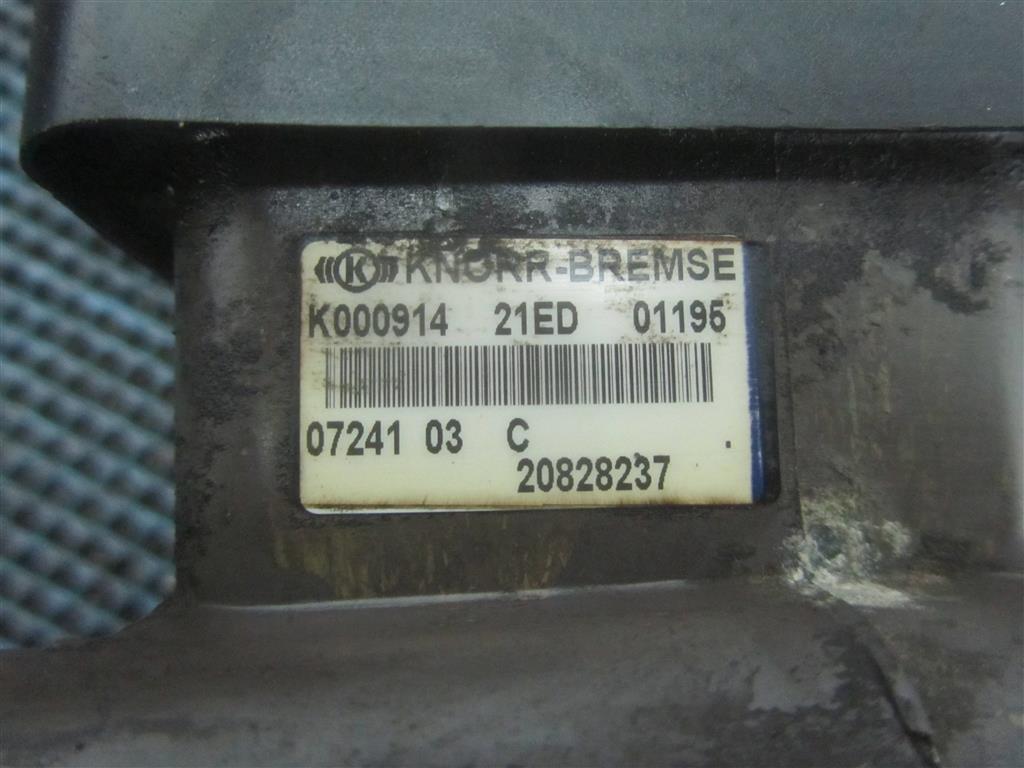 K KNORR-BREMSE
K000914 21ED 01195
07241 03 C .
20828237